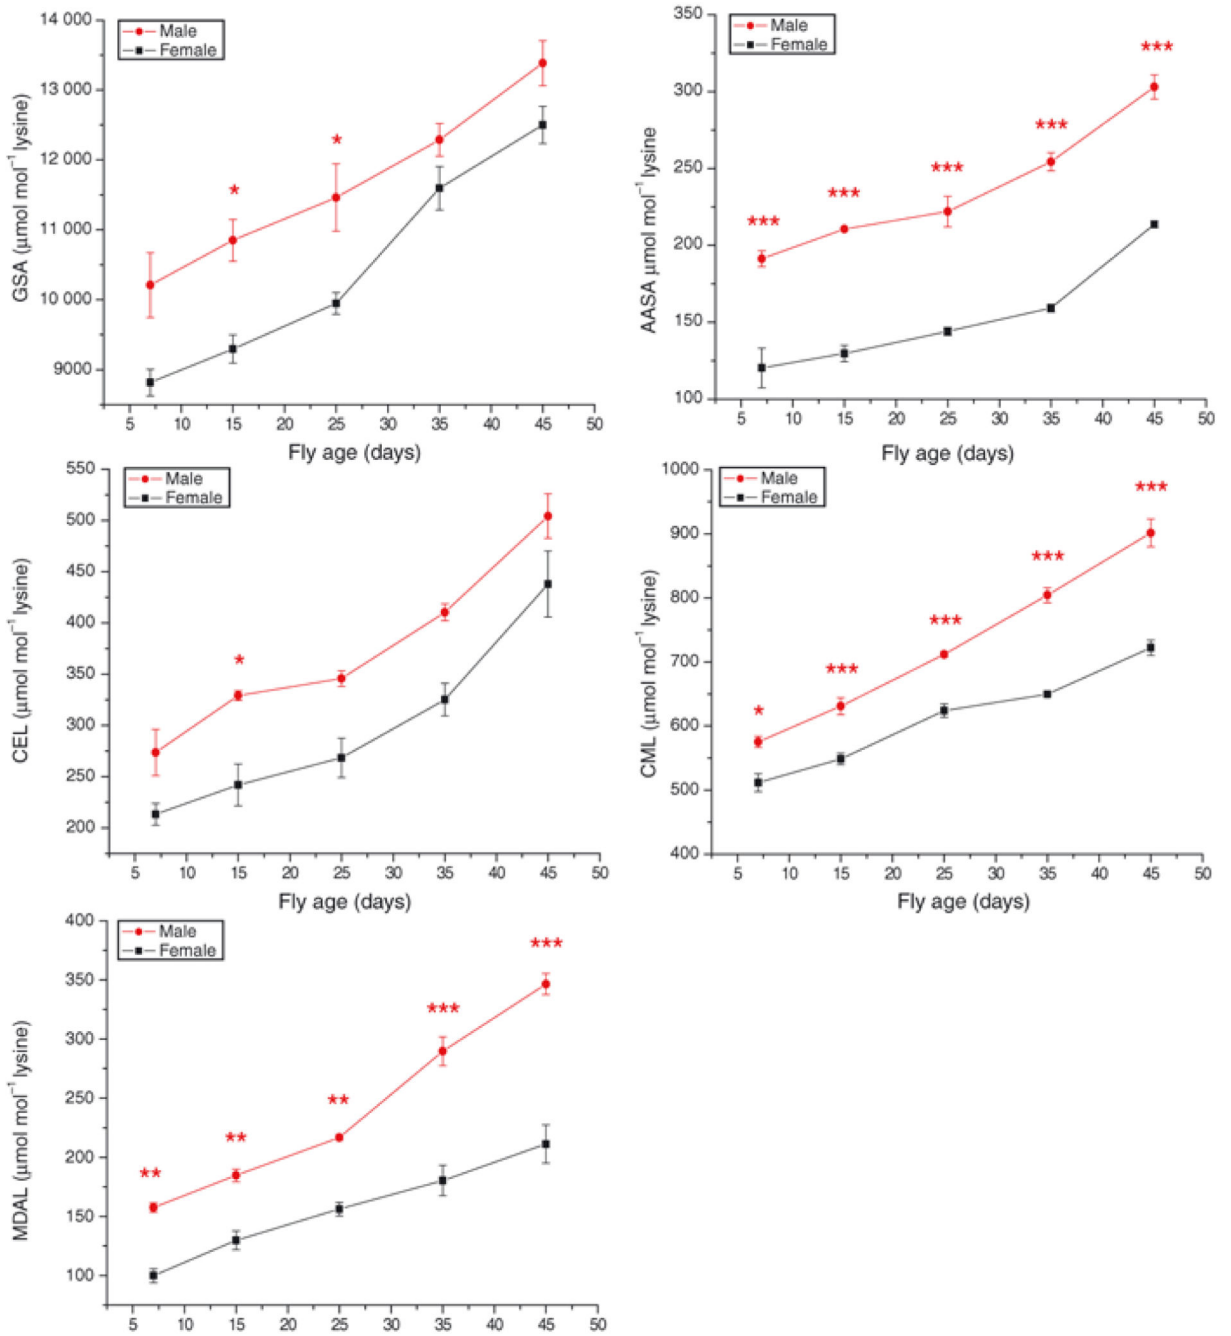 14 000
13 000
12 000
11 000
10 000
9000
GSA (μmol mol⁻¹ lysine)
Male
Female
*
*
5 10 15 20 25 30 35 40 45 50
Fly age (days)
350
300
250
200
150
100
AASA μmol mol⁻¹ lysine
Male
Female
***
***
***
***
***
5 10 15 20 25 30 35 40 45 50
Fly age (days)
550
500
450
400
350
300
250
200
CEL (μmol mol⁻¹ lysine)
Male
Female
*
5 10 15 20 25 30 35 40 45 50
Fly age (days)
1000
900
800
700
600
500
400
CML (μmol mol⁻¹ lysine)
Male
Female
*
***
***
***
***
5 10 15 20 25 30 35 40 45 50
Fly age (days)
400
350
300
250
200
150
100
MDAL (μmol mol⁻¹ lysine)
Male
Female
**
**
**
***
***
5 10 15 20 25 30 35 40 45 50